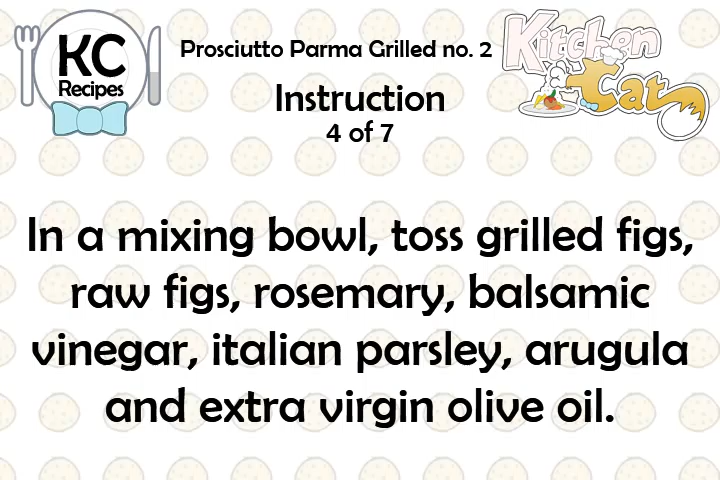 KC
Recipes
Prosciutto Parma Grilled no. 2
Instruction
4 of 7
Kitchen
Cat
In a mixing bowl, toss grilled figs,
raw figs, rosemary, balsamic
vinegar, italian parsley, arugula
and extra virgin olive oil.